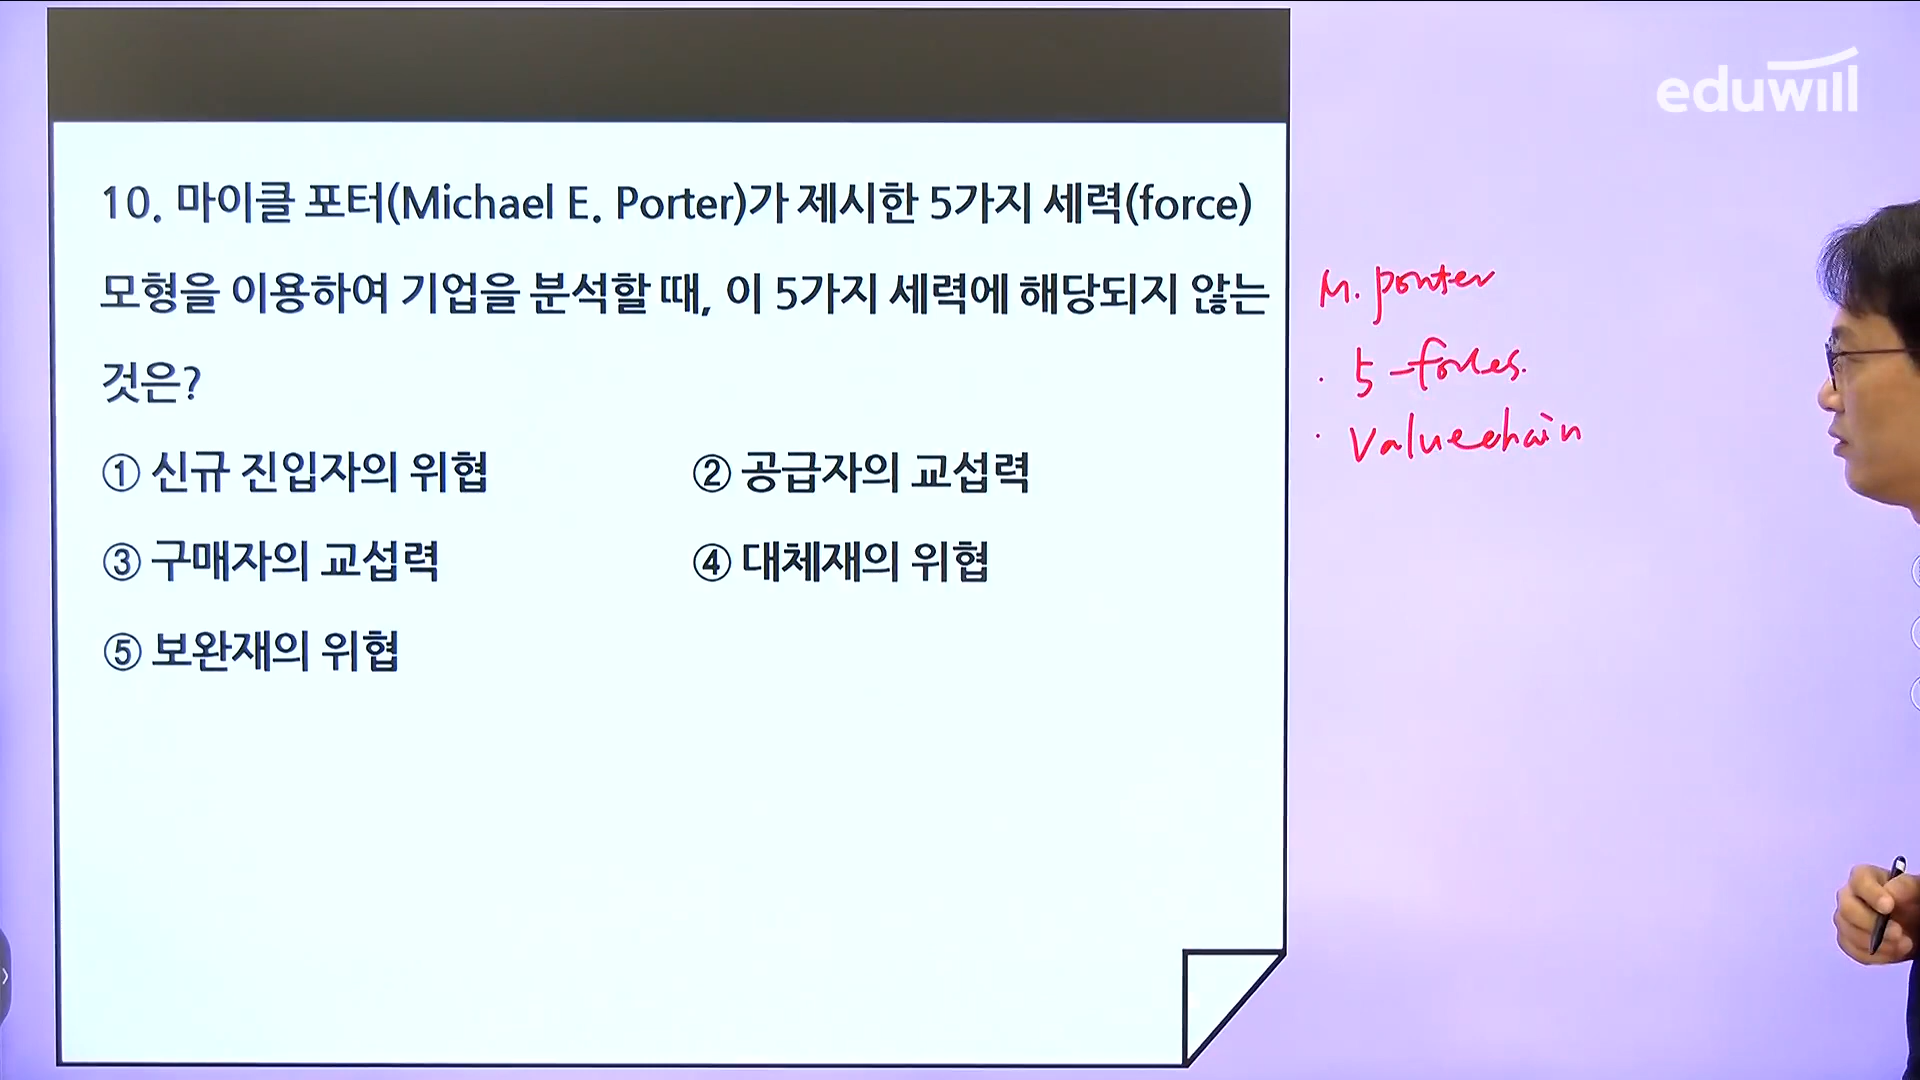 eduwill
10. 마이클 포터(Michael E. Porter)가 제시한 5가지 세력(force)
모형을 이용하여 기업을 분석할 때, 이 5가지 세력에 해당되지 않는
것은?
① 신규 진입자의 위협 ② 공급자의 교섭력
③ 구매자의 교섭력 ④ 대체재의 위협
⑤ 보완재의 위협
M. porter
· 5-forces.
· Valuechain